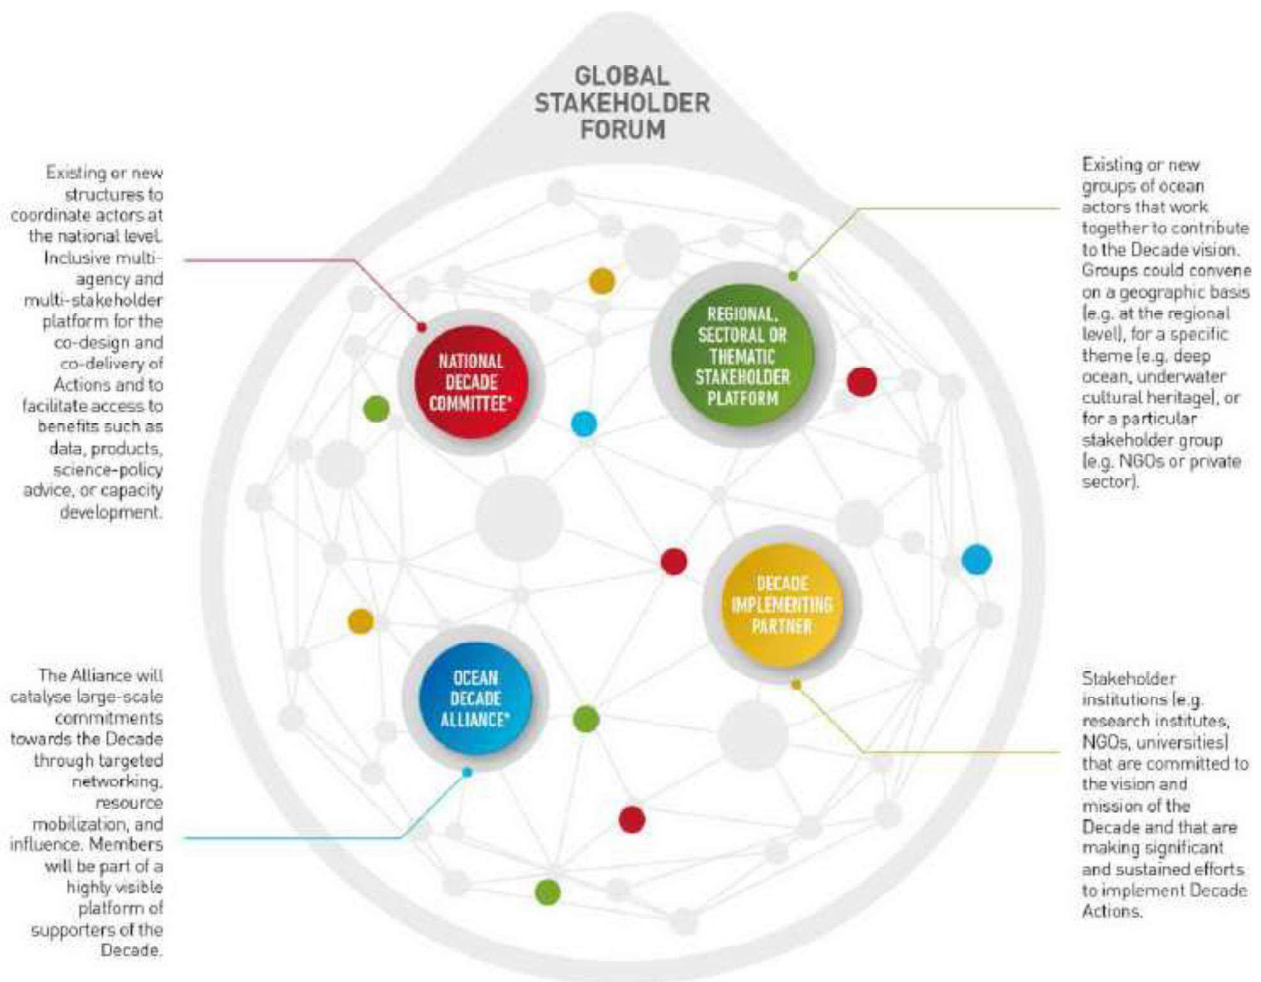 GLOBAL
STAKEHOLDER
FORUM
Existing or new
structures to
coordinate actors at
the national level.
Inclusive multi-
agency and
multi-stakeholder
platform for the
co-design and
co-delivery of
Actions and to
facilitate access to
benefits such as
data, products,
science-policy
advice, or capacity
development.
NATIONAL
DECADE
COMMITTEE*
REGIONAL,
SECTORAL OR
THEMATIC
STAKEHOLDER
PLATFORM
Existing or new
groups of ocean
actors that work
together to contribute
to the Decade vision.
Groups could convene
on a geographic basis
(e.g. at the regional
level), for a specific
theme (e.g. deep
ocean, underwater
cultural heritage), or
for a particular
stakeholder group
(e.g. NGOs or private
sector).
The Alliance will
catalyse large-scale
commitments
towards the Decade
through targeted
networking,
resource
mobilization, and
influence. Members
will be part of a
highly visible
platform of
supporters of the
Decade.
OCEAN
DECADE
ALLIANCE*
DECADE
IMPLEMENTING
PARTNER
Stakeholder
institutions (e.g.
research institutes,
NGOs, universities)
that are committed to
the vision and
mission of the
Decade and that are
making significant
and sustained efforts
to implement Decade
Actions.